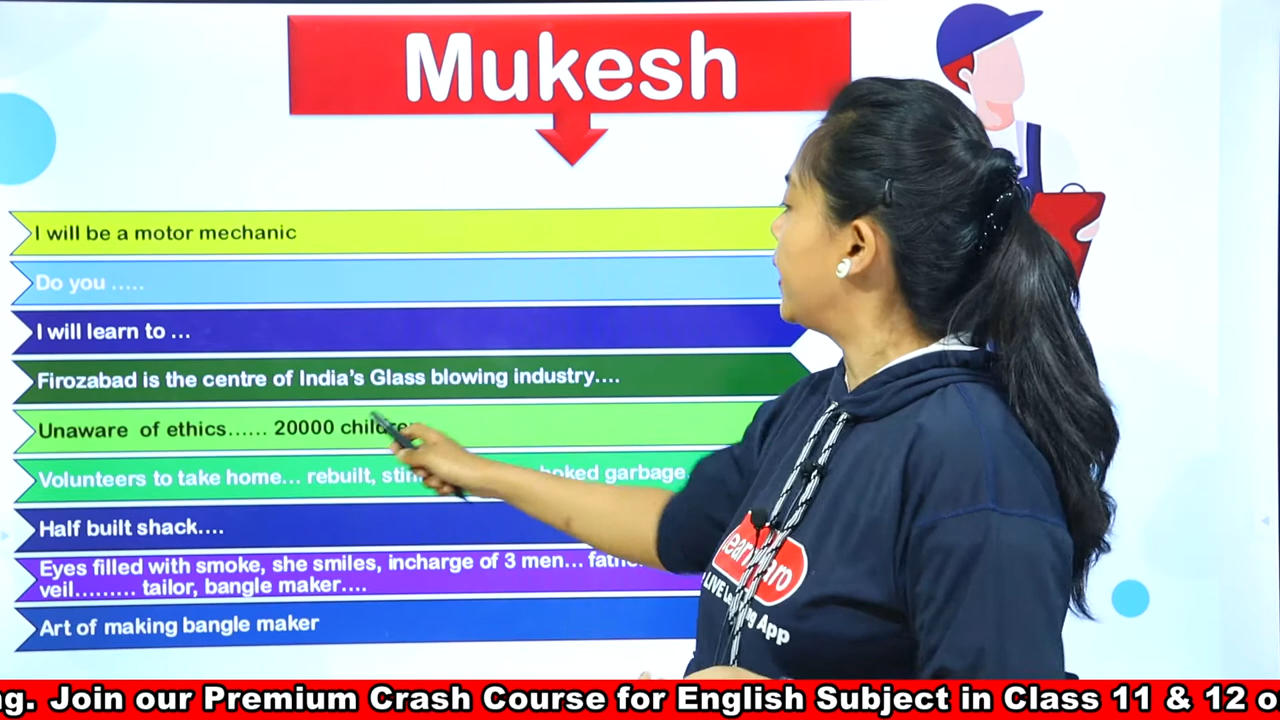 Mukesh
I will be a motor mechanic
Do you .....
I will learn to ...
Firozabad is the centre of India's Glass blowing industry....
Unaware of ethics...... 20000 children
Volunteers to take home... rebuilt, garbage.
Half built shack....
Eyes filled with smoke, she smiles, incharge of 3 men...
veil......... tailor, bangle maker....
Art of making bangle maker
LIVE Learning App
Join our Premium Crash Course for English Subject in Class 11 & 12